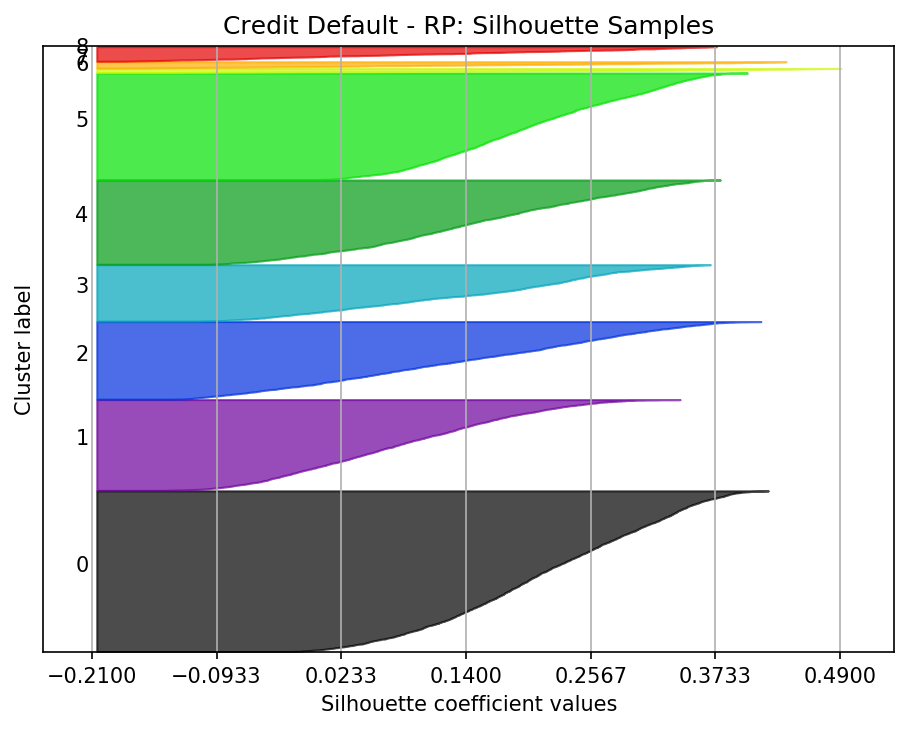 Credit Default - RP: Silhouette Samples
8
6
5
4
3
2
1
0
Cluster label
−0.2100 −0.0933 0.0233 0.1400 0.2567 0.3733 0.4900
Silhouette coefficient values